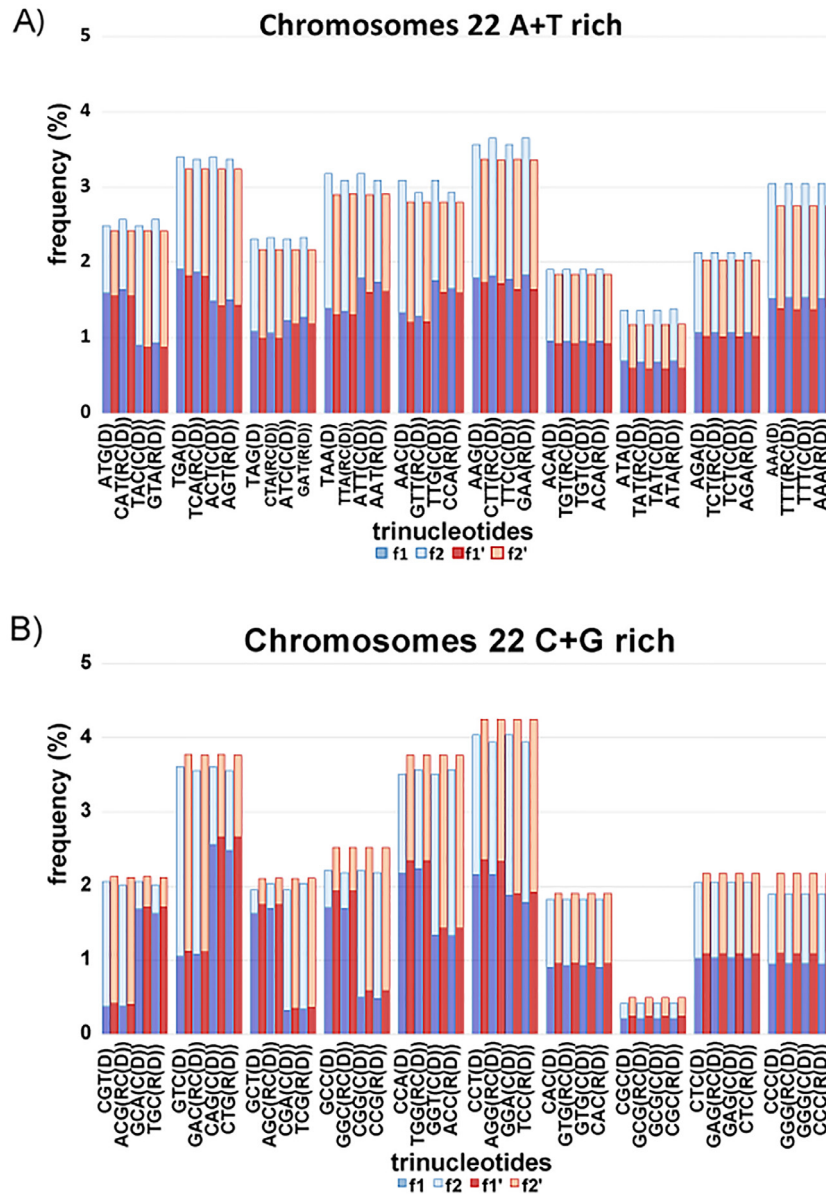 A)
Chromosomes 22 A+T rich
frequency (%)
5
4
3
2
1
0
ATG(D)
CAT(RC(D))
TAC(C(D))
GTA(R(D))
TGA(D)
TCA(RC(D))
ACT(C(D))
AGT(R(D))
TAG(D)
CTA(RC(D))
ATC(C(D))
GAT(R(D))
TAA(D)
TTA(RC(D))
ATT(C(D))
AAT(R(D))
AAC(D)
GTT(RC(D))
TTG(C(D))
CCA(R(D))
AAG(D)
CTT(RC(D))
TTC(C(D))
GAA(R(D))
ACA(D)
TGT(RC(D))
TGT(C(D))
ACA(R(D))
ATA(D)
TAT(RC(D))
TAT(C(D))
ATA(R(D))
AGA(D)
TCT(RC(D))
TCT(C(D))
AGA(R(D))
AAA(D)
TTT(RC(D))
TTT(C(D))
AAA(R(D))
trinucleotides
f1 f2 f1' f2'
B)
Chromosomes 22 C+G rich
frequency (%)
5
4
3
2
1
0
CGT(D)
ACG(RC(D))
GCA(C(D))
TGC(R(D))
GTC(D)
GAC(RC(D))
CAG(C(D))
CTG(R(D))
GCT(D)
AGC(RC(D))
CGA(C(D))
TCG(R(D))
GCC(D)
GGC(RC(D))
CGG(C(D))
CCG(R(D))
CCA(D)
TGG(RC(D))
GGT(C(D))
ACC(R(D))
CCT(D)
AGG(RC(D))
GGA(C(D))
TCC(R(D))
CAC(D)
GTG(RC(D))
GTG(C(D))
CAC(R(D))
CGC(D)
GCG(RC(D))
GCG(C(D))
CGC(R(D))
CTC(D)
GAG(RC(D))
GAG(C(D))
CTC(R(D))
CCC(D)
GGG(RC(D))
GGG(C(D))
CCC(R(D))
trinucleotides
f1 f2 f1' f2'